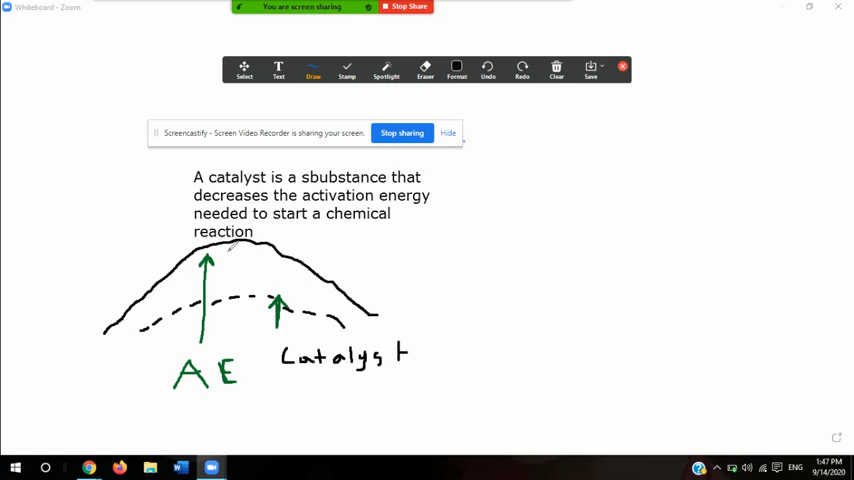 Whiteboard - Zoom
You are screen sharing
Stop Share
Select
Text
Draw
Stamp
Spotlight
Eraser
Format
Undo
Redo
Clear
Save
Screencastify - Screen Video Recorder is sharing your screen.
Stop sharing
Hide
A catalyst is a sbubstance that
decreases the activation energy
needed to start a chemical
reaction
Catalyst
AE
ENG
1:47 PM
9/14/2020